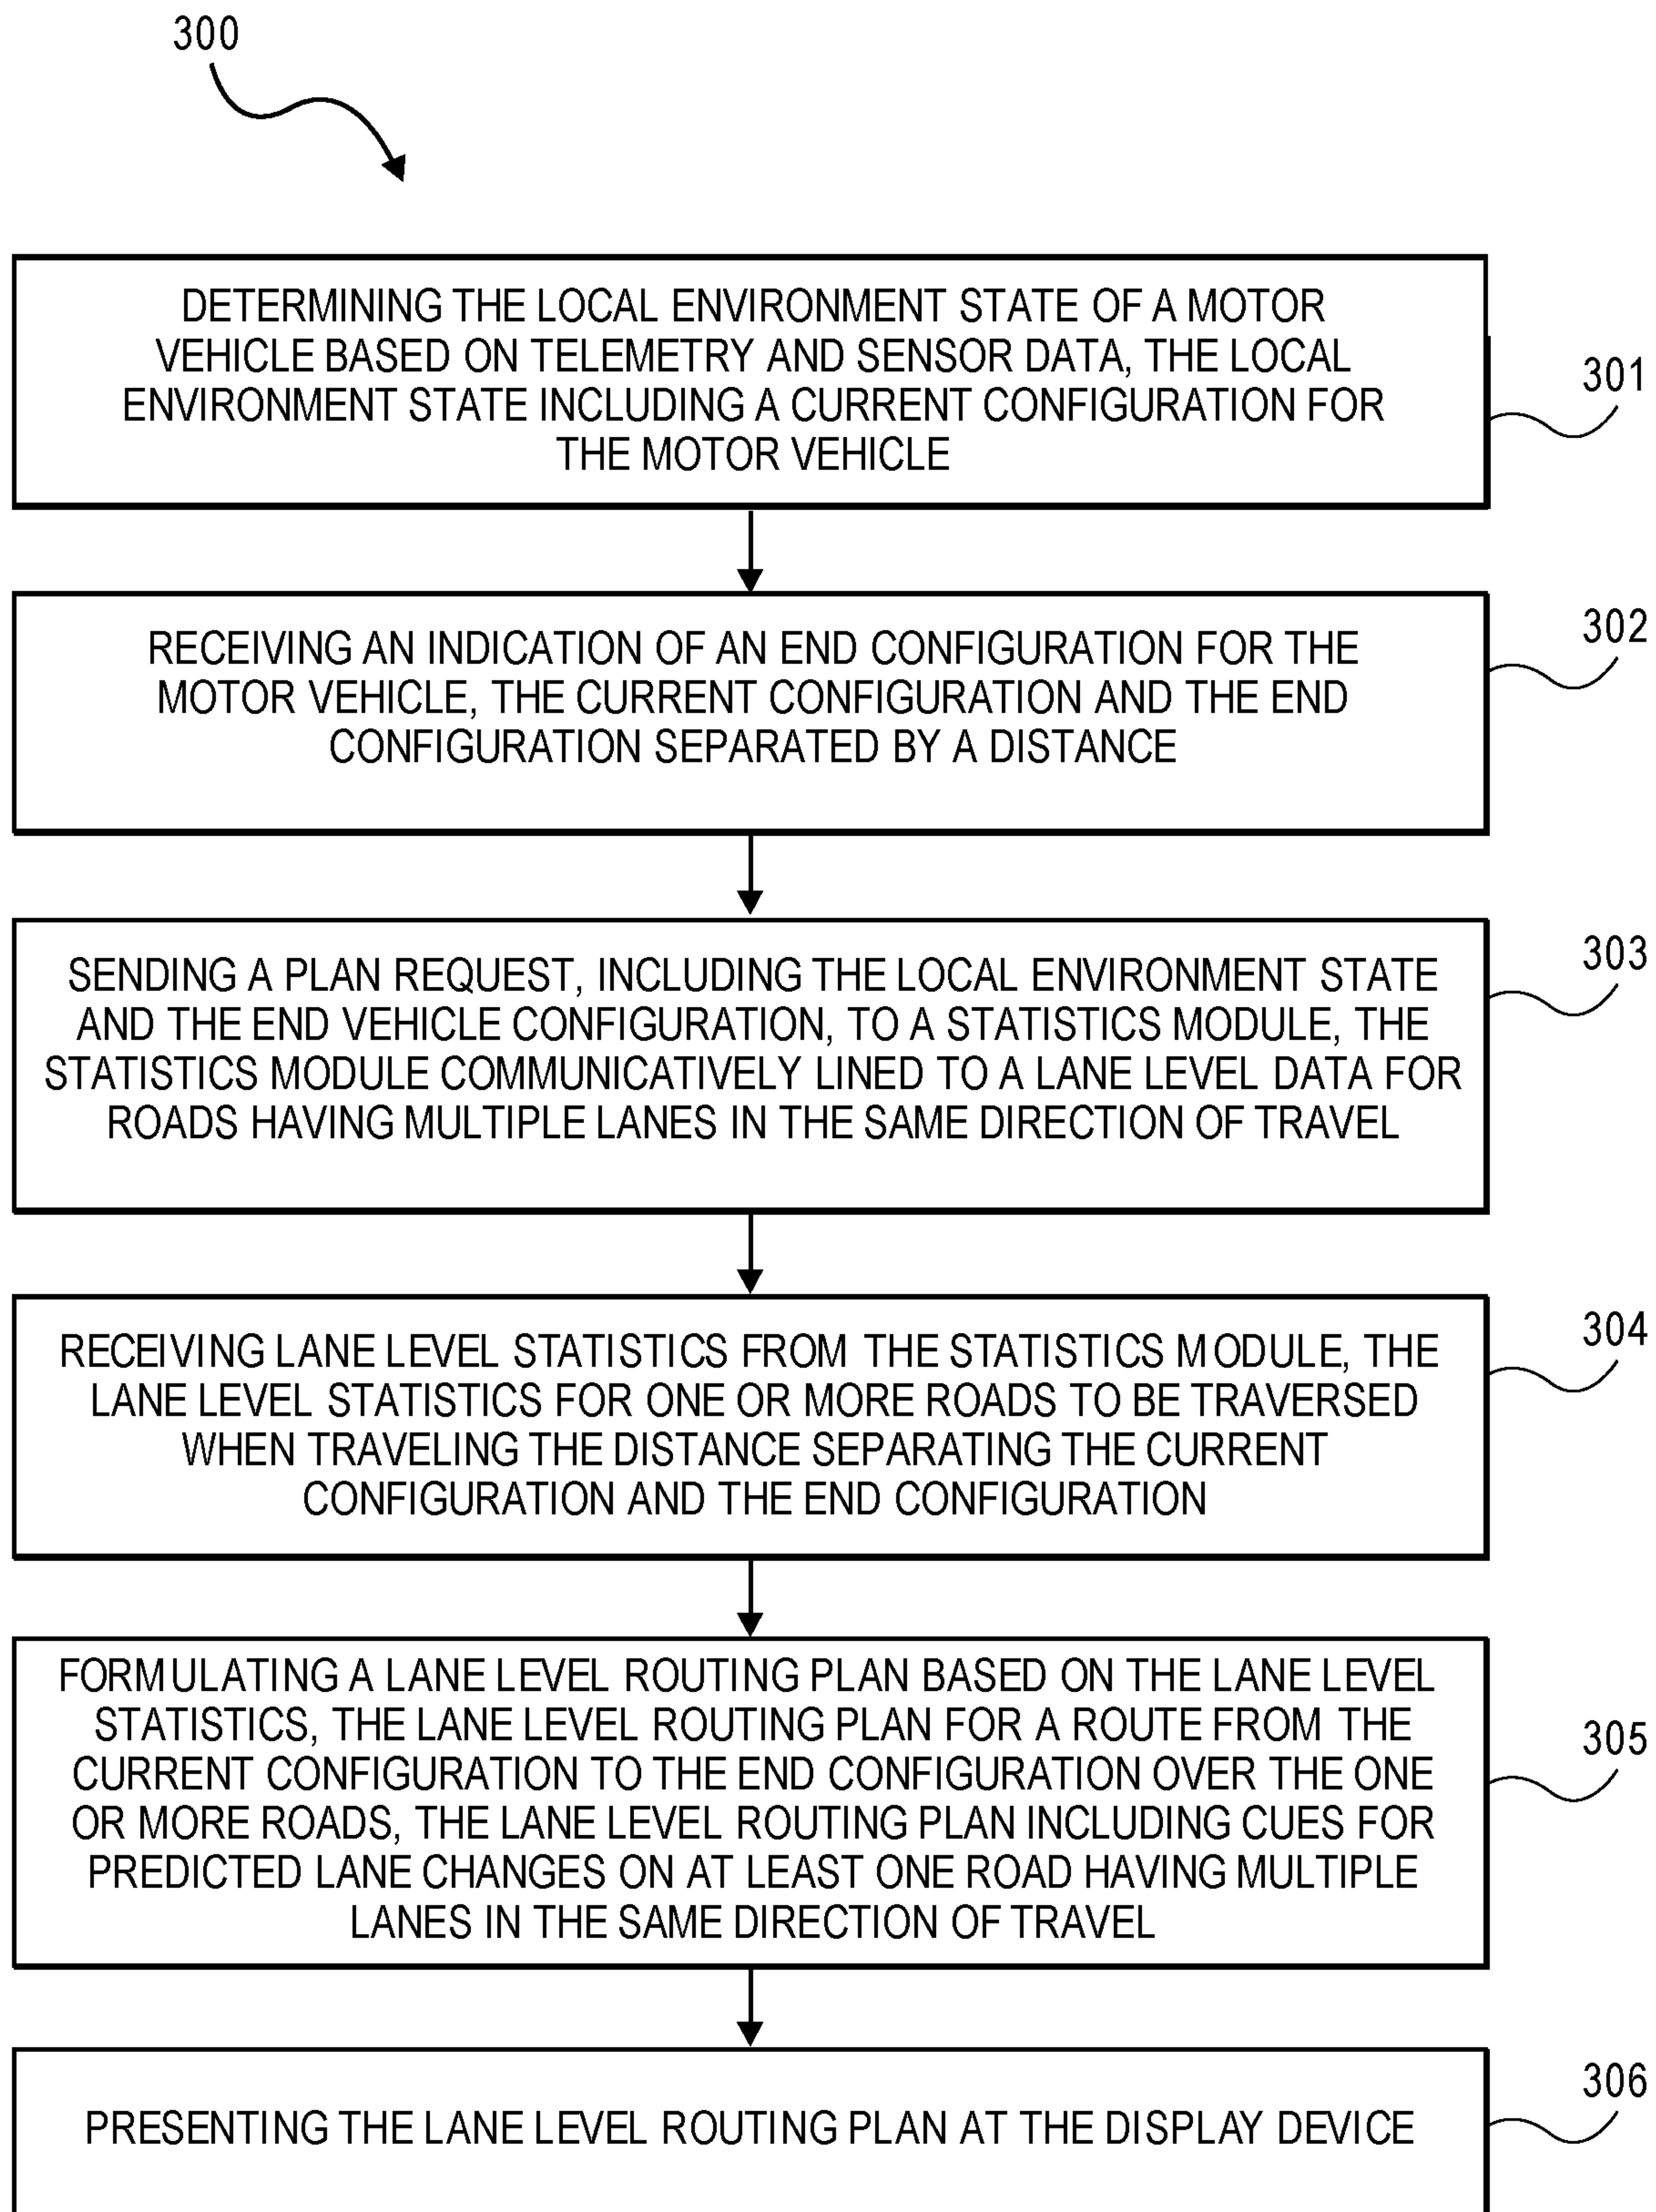 300
DETERMINING THE LOCAL ENVIRONMENT STATE OF A MOTOR
VEHICLE BASED ON TELEMETRY AND SENSOR DATA, THE LOCAL
ENVIRONMENT STATE INCLUDING A CURRENT CONFIGURATION FOR
THE MOTOR VEHICLE
301
RECEIVING AN INDICATION OF AN END CONFIGURATION FOR THE
MOTOR VEHICLE, THE CURRENT CONFIGURATION AND THE END
CONFIGURATION SEPARATED BY A DISTANCE
302
SENDING A PLAN REQUEST, INCLUDING THE LOCAL ENVIRONMENT STATE
AND THE END VEHICLE CONFIGURATION, TO A STATISTICS MODULE, THE
STATISTICS MODULE COMMUNICATIVELY LINED TO A LANE LEVEL DATA FOR
ROADS HAVING MULTIPLE LANES IN THE SAME DIRECTION OF TRAVEL
303
RECEIVING LANE LEVEL STATISTICS FROM THE STATISTICS MODULE, THE
LANE LEVEL STATISTICS FOR ONE OR MORE ROADS TO BE TRAVERSED
WHEN TRAVELING THE DISTANCE SEPARATING THE CURRENT
CONFIGURATION AND THE END CONFIGURATION
304
FORMULATING A LANE LEVEL ROUTING PLAN BASED ON THE LANE LEVEL
STATISTICS, THE LANE LEVEL ROUTING PLAN FOR A ROUTE FROM THE
CURRENT CONFIGURATION TO THE END CONFIGURATION OVER THE ONE
OR MORE ROADS, THE LANE LEVEL ROUTING PLAN INCLUDING CUES FOR
PREDICTED LANE CHANGES ON AT LEAST ONE ROAD HAVING MULTIPLE
LANES IN THE SAME DIRECTION OF TRAVEL
305
PRESENTING THE LANE LEVEL ROUTING PLAN AT THE DISPLAY DEVICE
306